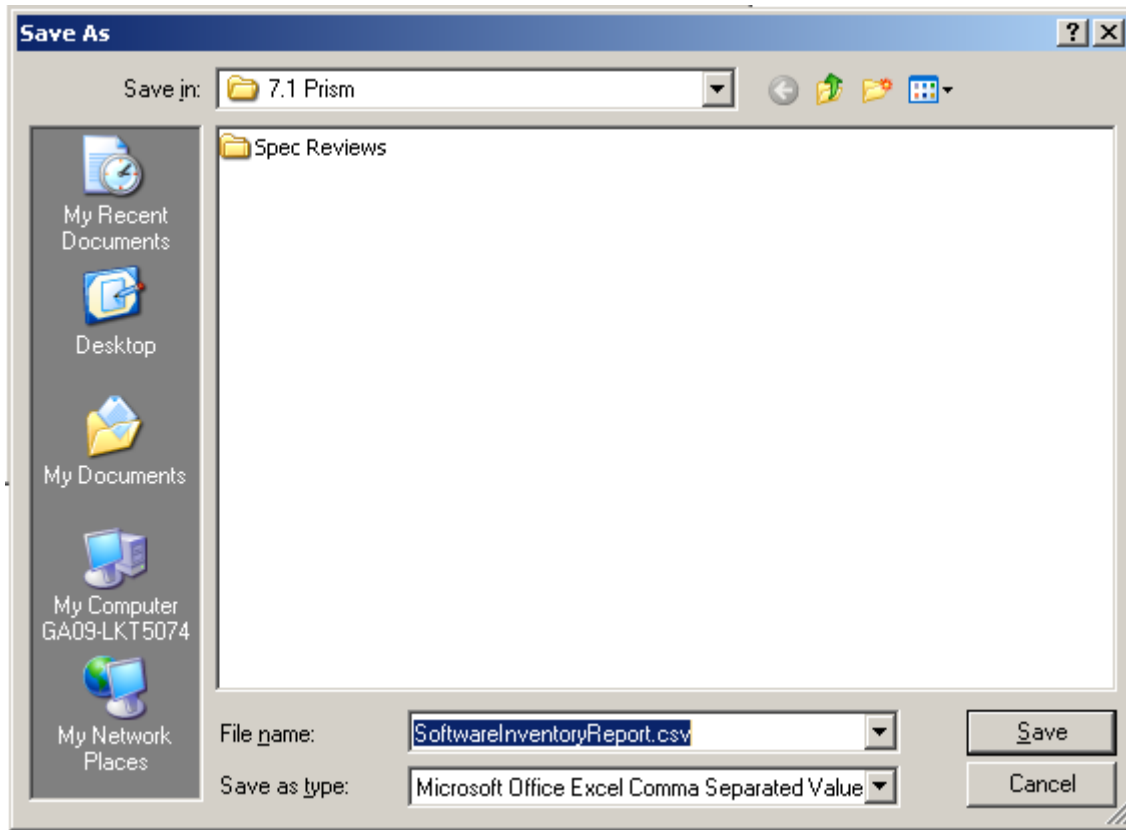 Save As
Save in:
7.1 Prism
Spec Reviews
My Recent
Documents
Desktop
My Documents
My Computer
GA09-LKT5074
My Network
Places
File name:
SoftwareInventoryReport.csv
Save
Save as type:
Microsoft Office Excel Comma Separated Value
Cancel